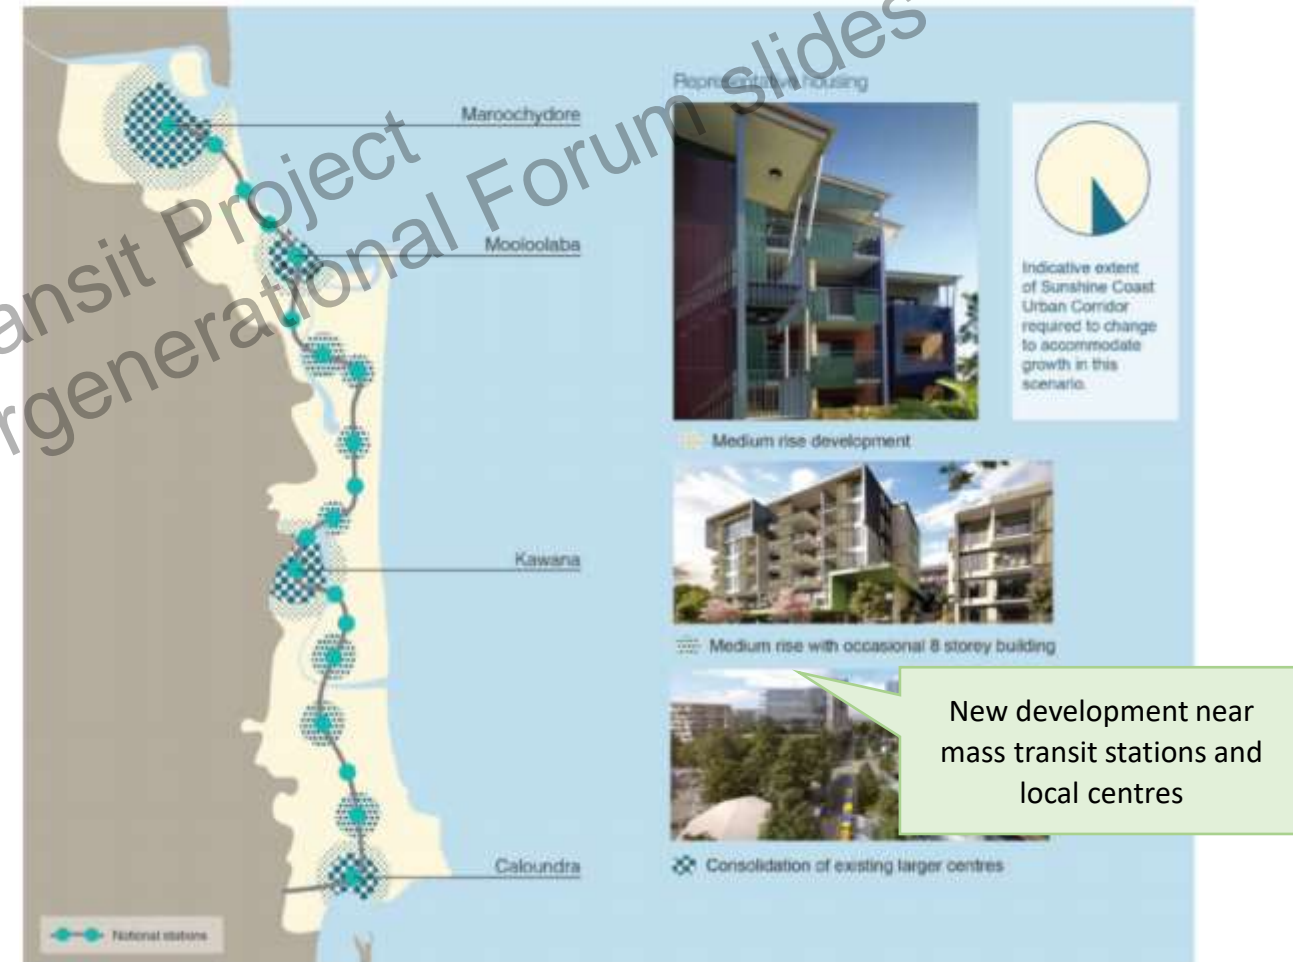 ansit Project
rgenerational Forum slides
Representative housing
Maroochydore
Mooloolaba
Kawana
Caloundra
Notional stations
Indicative extent
of Sunshine Coast
Urban Corridor
required to change
to accommodate
growth in this
scenario.
Medium rise development
Medium rise with occasional 8 storey building
New development near
mass transit stations and
local centres
Consolidation of existing larger centres